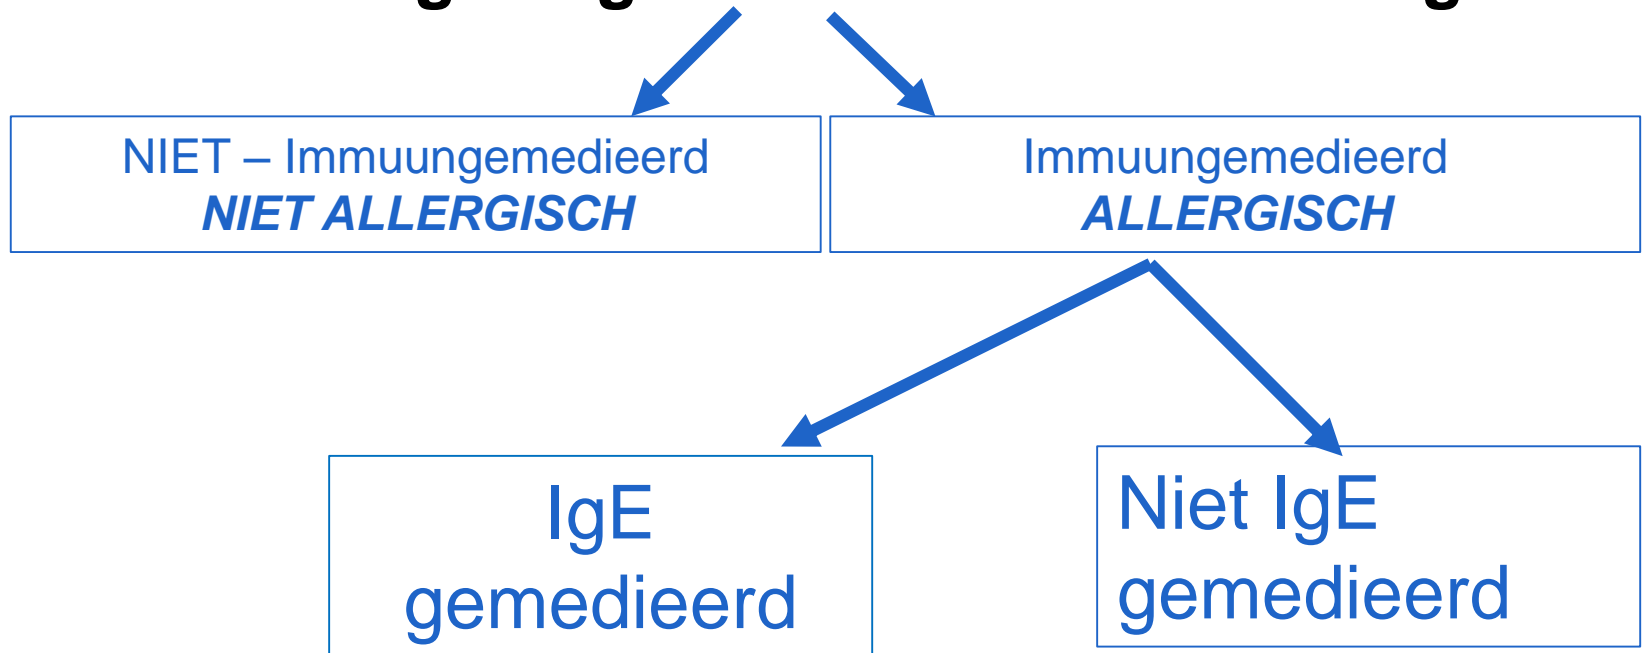 NIET – Immuungemedieerd
NIET ALLERGISCH
Immuungemedieerd
ALLERGISCH
IgE
gemedieerd
Niet IgE
gemedieerd